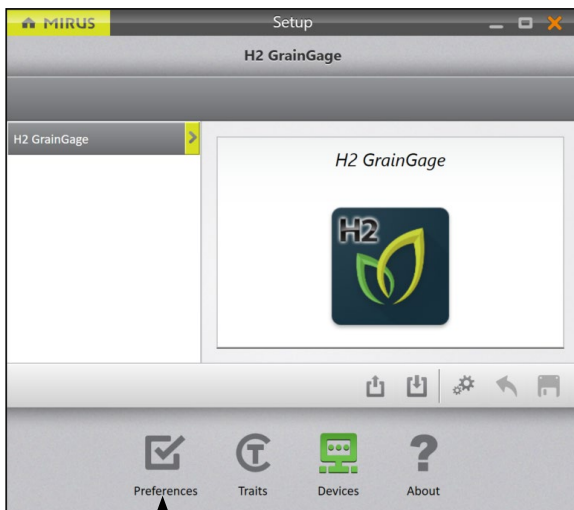 MIRUS
Setup
H2 GrainGage
H2 GrainGage
H2 GrainGage
H2
Preferences
Traits
Devices
About